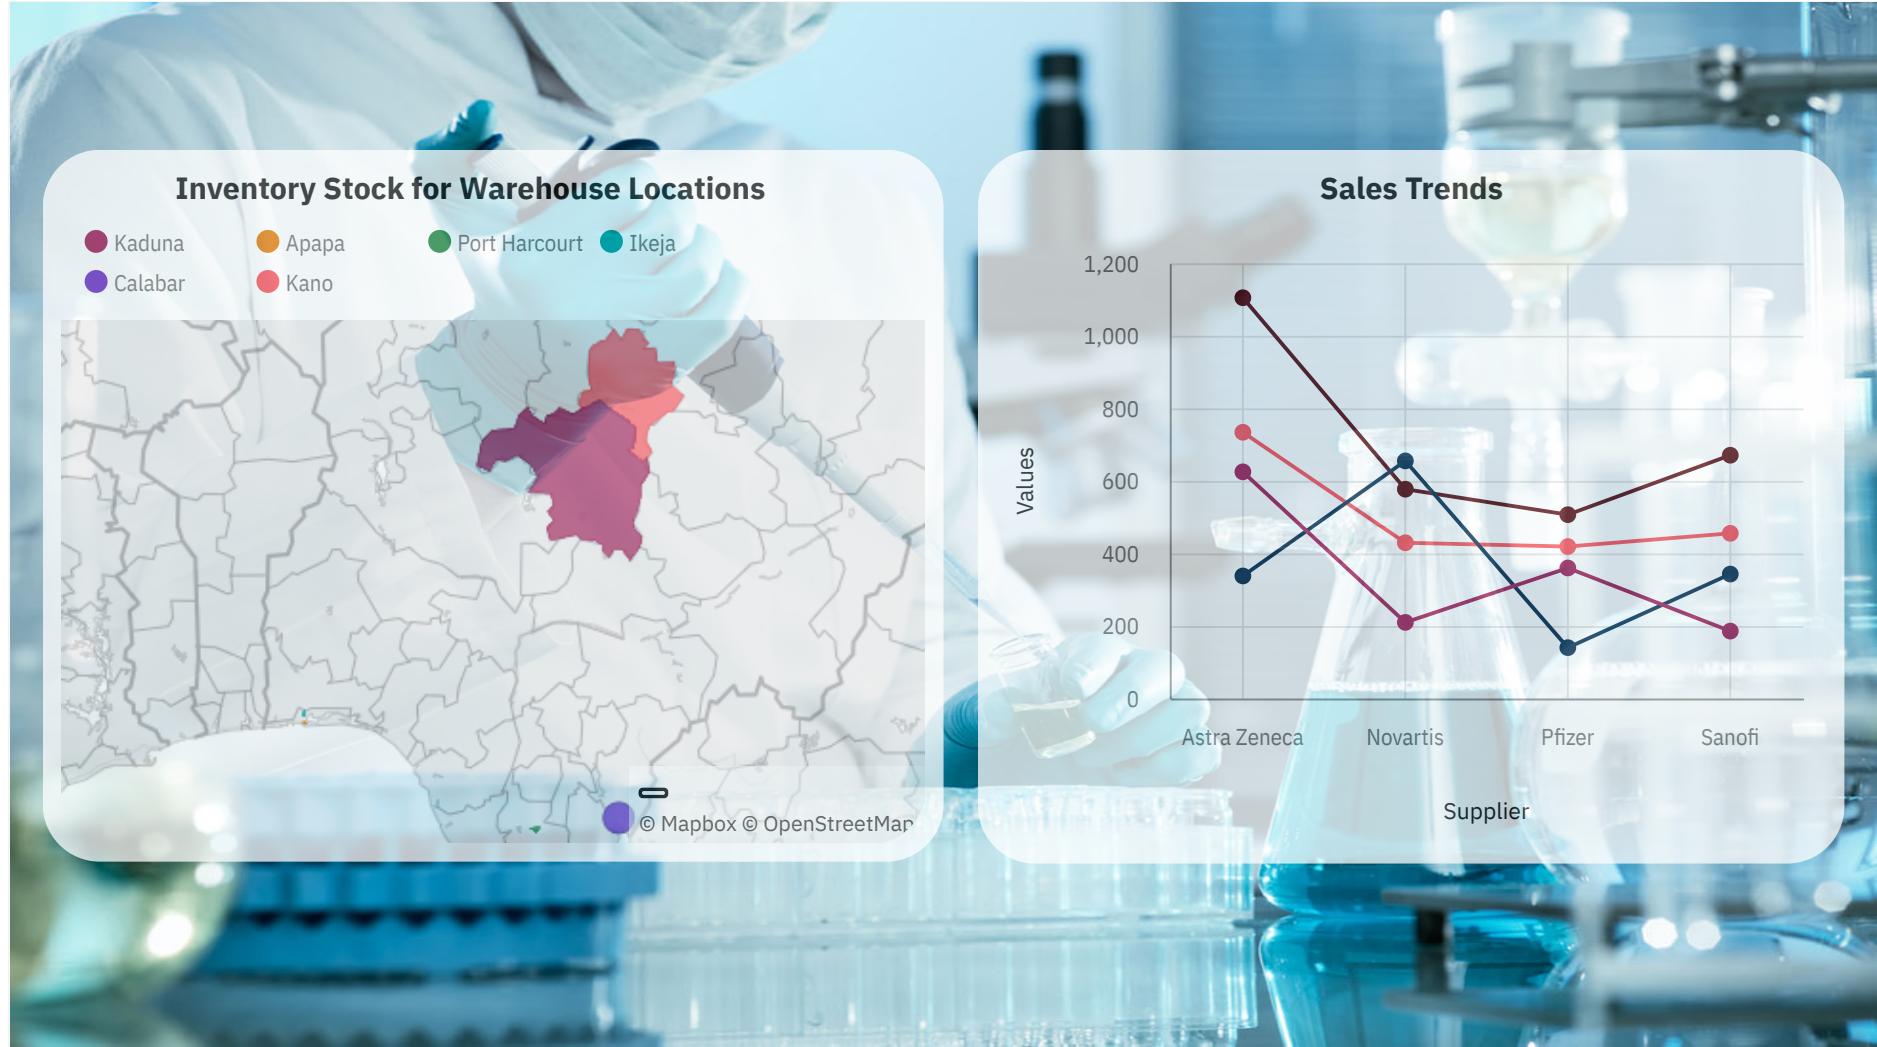 Inventory Stock for Warehouse Locations
Kaduna Apapa Port Harcourt Ikeja
Calabar Kano
© Mapbox © OpenStreetMap
Sales Trends
1,200
1,000
800
600
400
200
0
Values
Astra Zeneca Novartis Pfizer Sanofi
Supplier